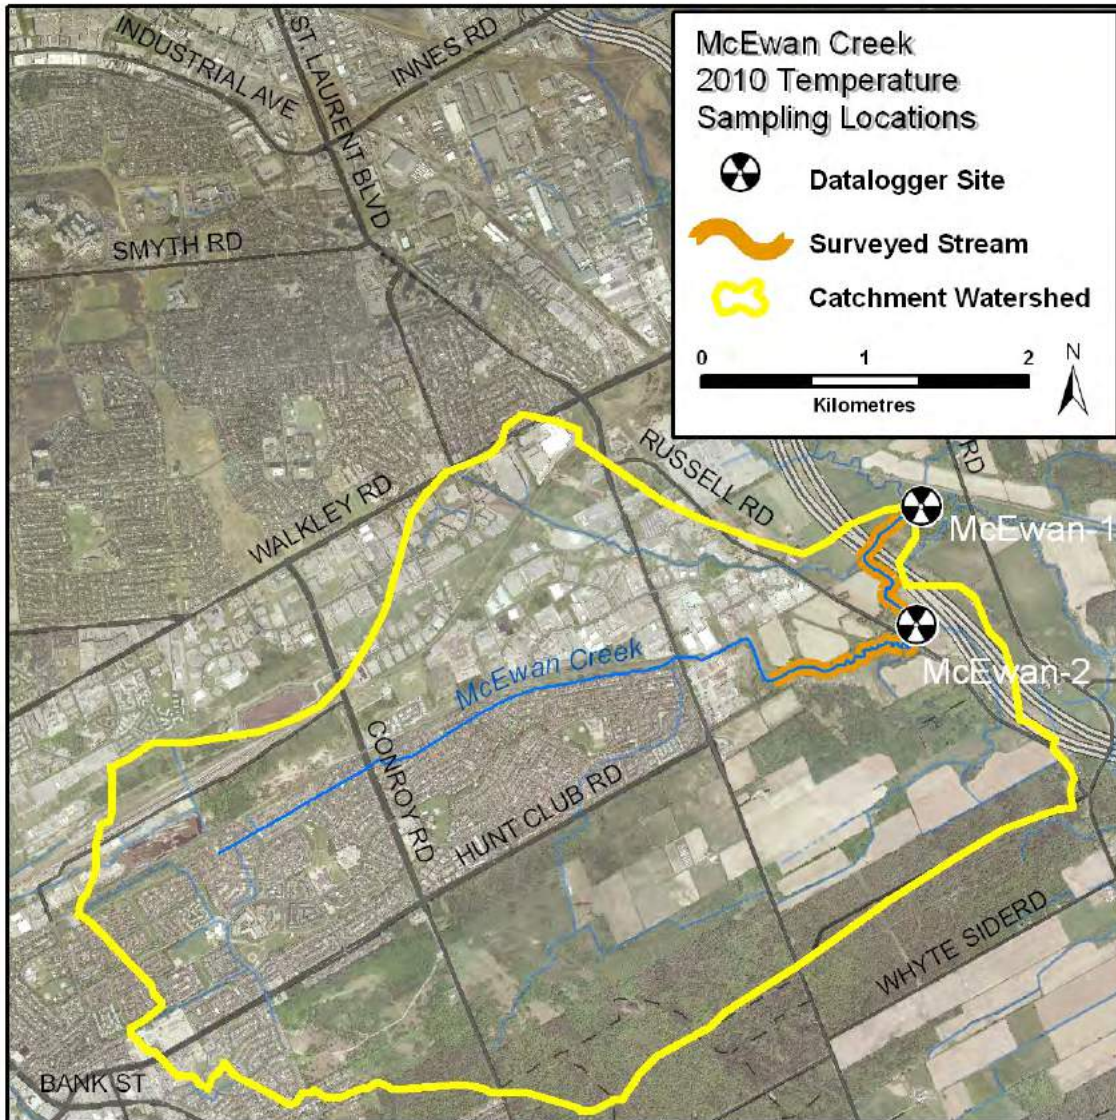 McEwan Creek
2010 Temperature
Sampling Locations
Datalogger Site
Surveyed Stream
Catchment Watershed
0 1 2
Kilometres
N
INDUSTRIAL AVE
ST. LAURENT BLVD
INNES RD
SMYTH RD
WALKLEY RD
RUSSELL RD
RD
McEwan-1
McEwan-2
McEwan Creek
CONROY RD
HUNT CLUB RD
WHYTE SIDERD
BANK ST